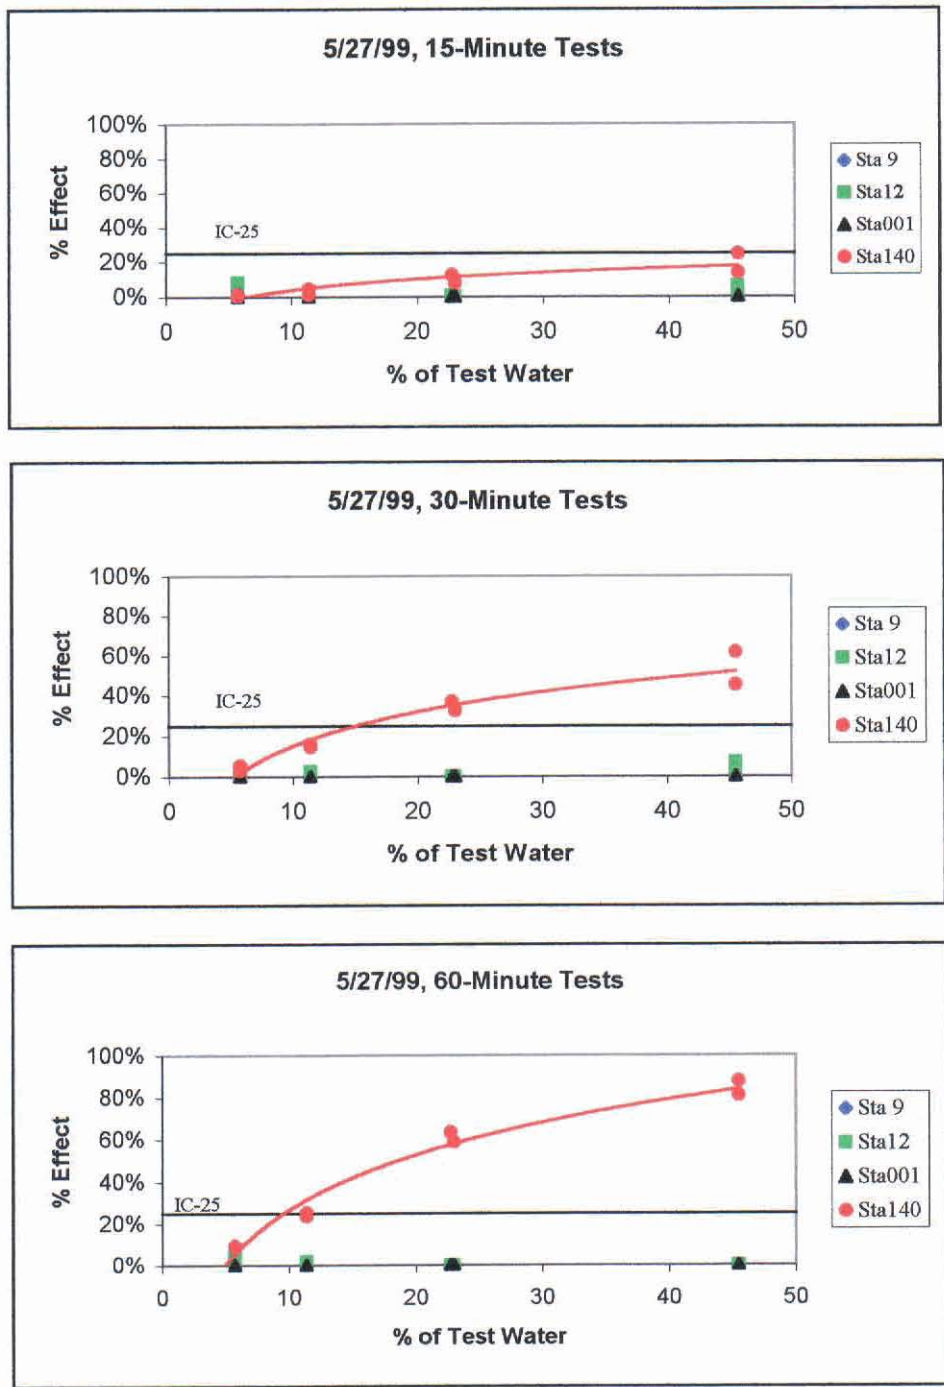 5/27/99, 15-Minute Tests
100%
80%
60%
40%
20%
0%
% Effect
IC-25
0 10 20 30 40 50
% of Test Water
Sta 9
Sta12
Sta001
Sta140
5/27/99, 30-Minute Tests
100%
80%
60%
40%
20%
0%
% Effect
IC-25
0 10 20 30 40 50
% of Test Water
Sta 9
Sta12
Sta001
Sta140
5/27/99, 60-Minute Tests
100%
80%
60%
40%
20%
0%
% Effect
IC-25
0 10 20 30 40 50
% of Test Water
Sta 9
Sta12
Sta001
Sta140